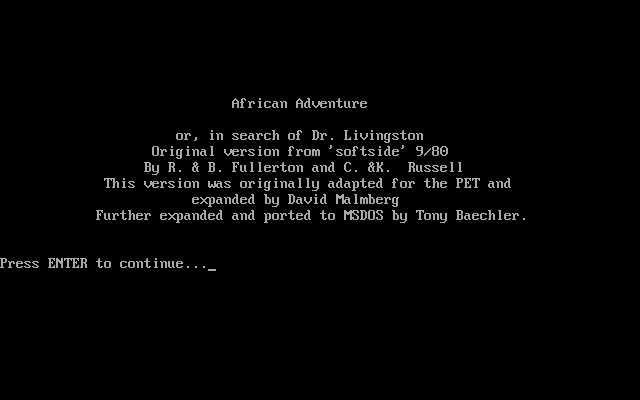 African Adventure
or, in search of Dr. Livingston
Original version from 'softside' 9/80
By R. & B. Fullerton and C. &K.  Russell
This version was originally adapted for the PET and
expanded by David Malmberg
Further expanded and ported to MSDOS by Tony Baechler.
Press ENTER to continue..._